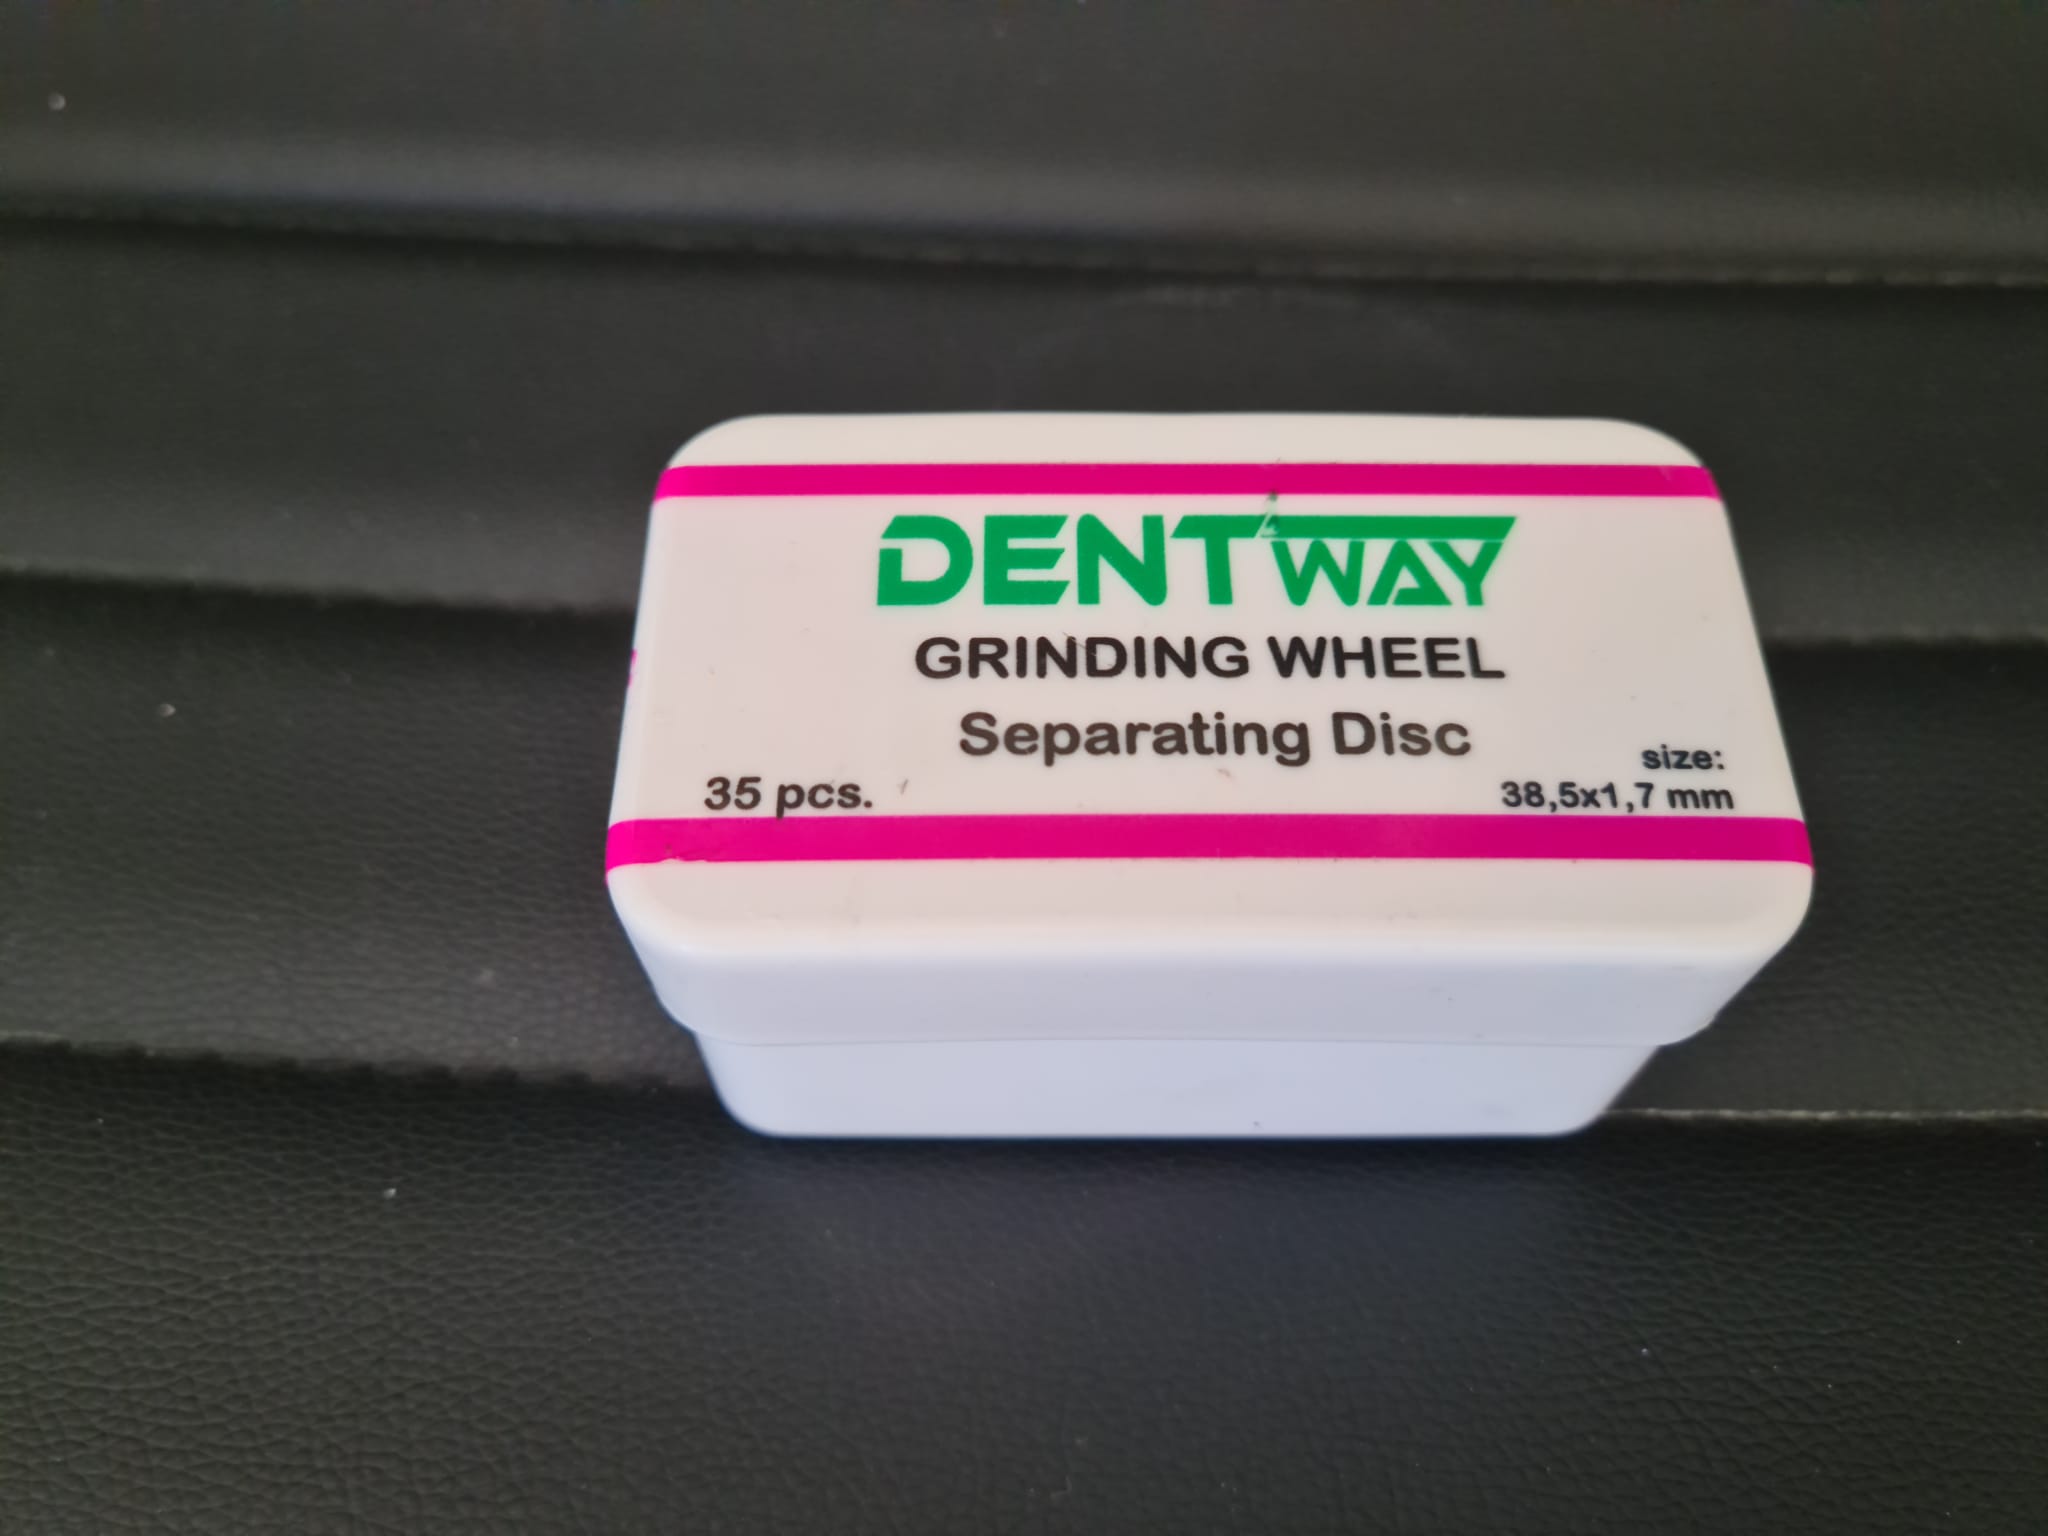 DENTWAY
GRINDING WHEEL
Separating Disc
35 pcs.
size:
38,5x1,7 mm